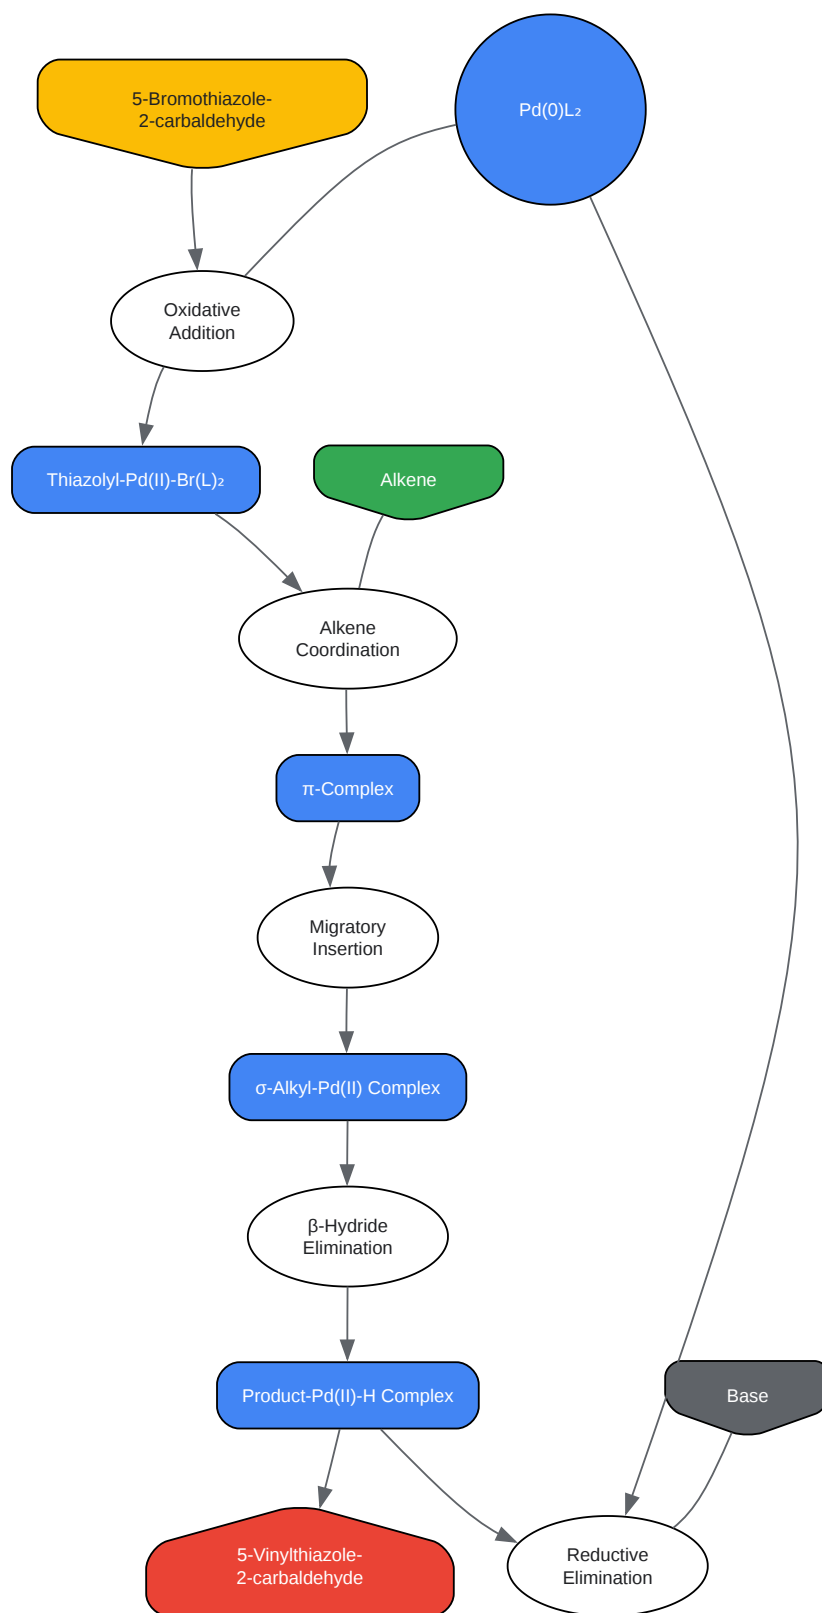 5-Bromothiazole-
2-carbaldehyde
Pd(0)L₂
Oxidative
Addition
Thiazolyl-Pd(II)-Br(L)₂
Alkene
Alkene
Coordination
π-Complex
Migratory
Insertion
σ-Alkyl-Pd(II) Complex
β-Hydride
Elimination
Product-Pd(II)-H Complex
Base
5-Vinylthiazole-
2-carbaldehyde
Reductive
Elimination